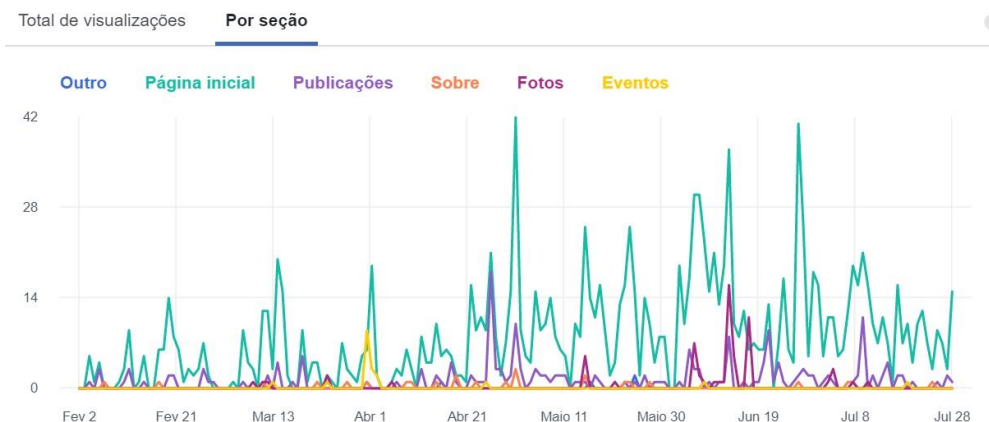 Total de visualizações Por seção
Outro Página inicial Publicações Sobre Fotos Eventos
42
28
14
0
Fev 2 Fev 21 Mar 13 Abr 1 Abr 21 Maio 11 Maio 30 Jun 19 Jul 8 Jul 28